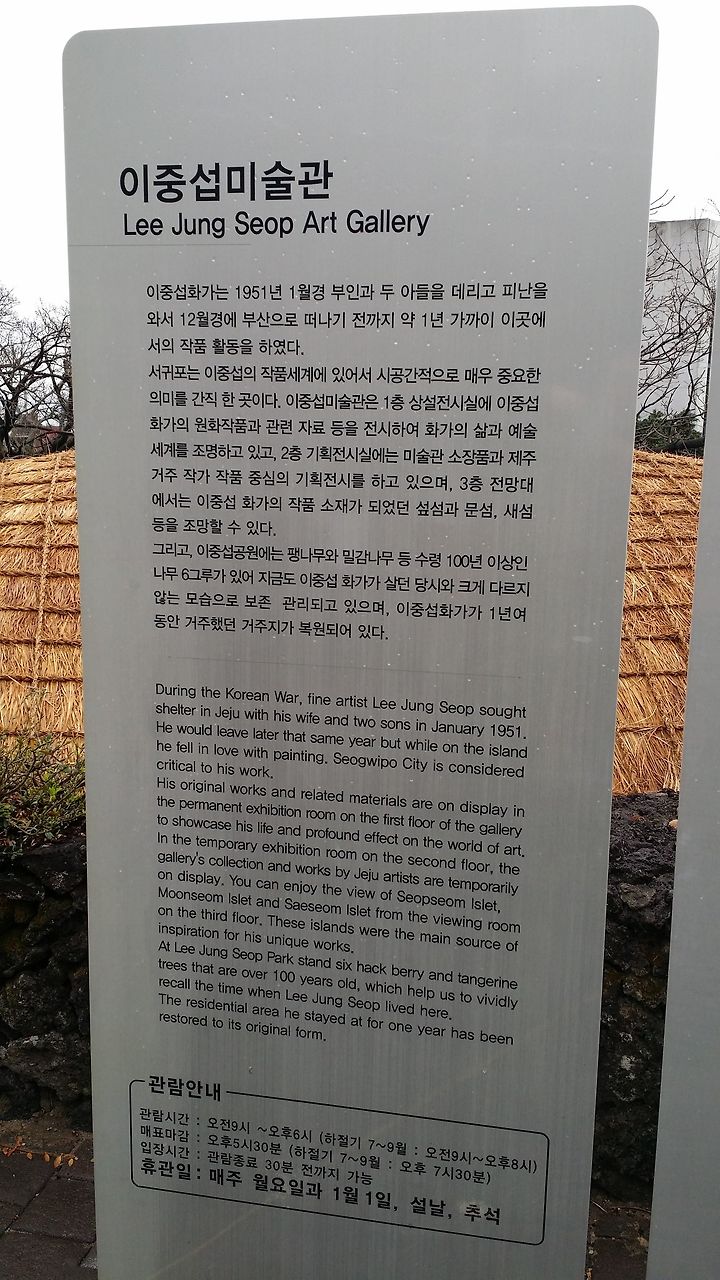 이중섭미술관
Lee Jung Seop Art Gallery
이중섭화가는 1951년 1월경 부인과 두 아들을 데리고 피난을
와서 12월경에 부산으로 떠나기 전까지 약 1년 가까이 이곳에
서의 작품 활동을 하였다.
서귀포는 이중섭의 작품세계에 있어서 시공간적으로 매우 중요한
의미를 간직 한 곳이다. 이중섭미술관은 1층 상설전시실에 이중섭
화가의 원화작품과 관련 자료 등을 전시하여 화가의 삶과 예술
세계를 조명하고 있고, 2층 기획전시실에는 미술관 소장품과 제주
거주 작가 작품 중심의 기획전시를 하고 있으며, 3층 전망대
에서는 이중섭 화가의 작품 소재가 되었던 섶섬과 문섬, 새섬
등을 조망할 수 있다.
그리고, 이중섭공원에는 팽나무와 밀감나무 등 수령 100년 이상인
나무 6그루가 있어 지금도 이중섭 화가가 살던 당시와 크게 다르지
않는 모습으로 보존 관리되고 있으며, 이중섭화가가 1년여
동안 거주했던 거주지가 복원되어 있다.
During the Korean War, fine artist Lee Jung Seop sought
shelter in Jeju with his wife and two sons in January 1951.
He would leave later that same year but while on the island
he fell in love with painting. Seogwipo City is considered
critical to his work.
His original works and related materials are on display in
the permanent exhibition room on the first floor of the gallery
to showcase his life and profound effect on the world of art.
In the temporary exhibition room on the second floor, the
gallery's collection and works by Jeju artists are temporarily
on display. You can enjoy the view of Seopseom Islet,
Moonseom Islet and Saeseom Islet from the viewing room
on the third floor. These islands were the main source of
inspiration for his unique works.
At Lee Jung Seop Park stand six hack berry and tangerine
trees that are over 100 years old, which help us to vividly
recall the time when Lee Jung Seop lived here.
The residential area he stayed at for one year has been
restored to its original form.
관람안내
관람시간 : 오전9시 ~오후6시 (하절기 7~9월 : 오전9시~오후8시)
매표마감 : 오후5시30분 (하절기 7~9월 : 오후 7시30분)
입장시간 : 관람종료 30분 전까지 가능
휴관일 : 매주 월요일과 1월 1일, 설날, 추석